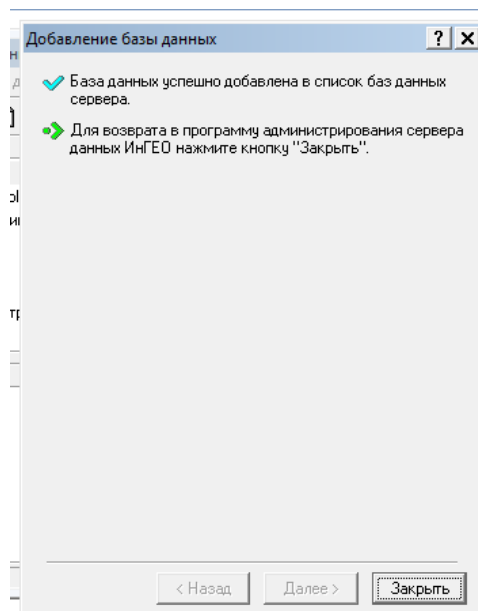 Добавление базы данных
База данных успешно добавлена в список баз данных
сервера.
Для возврата в программу администрирования сервера
данных ИнГЕО нажмите кнопку "Закрыть".
< Назад
Далее >
Закрыть